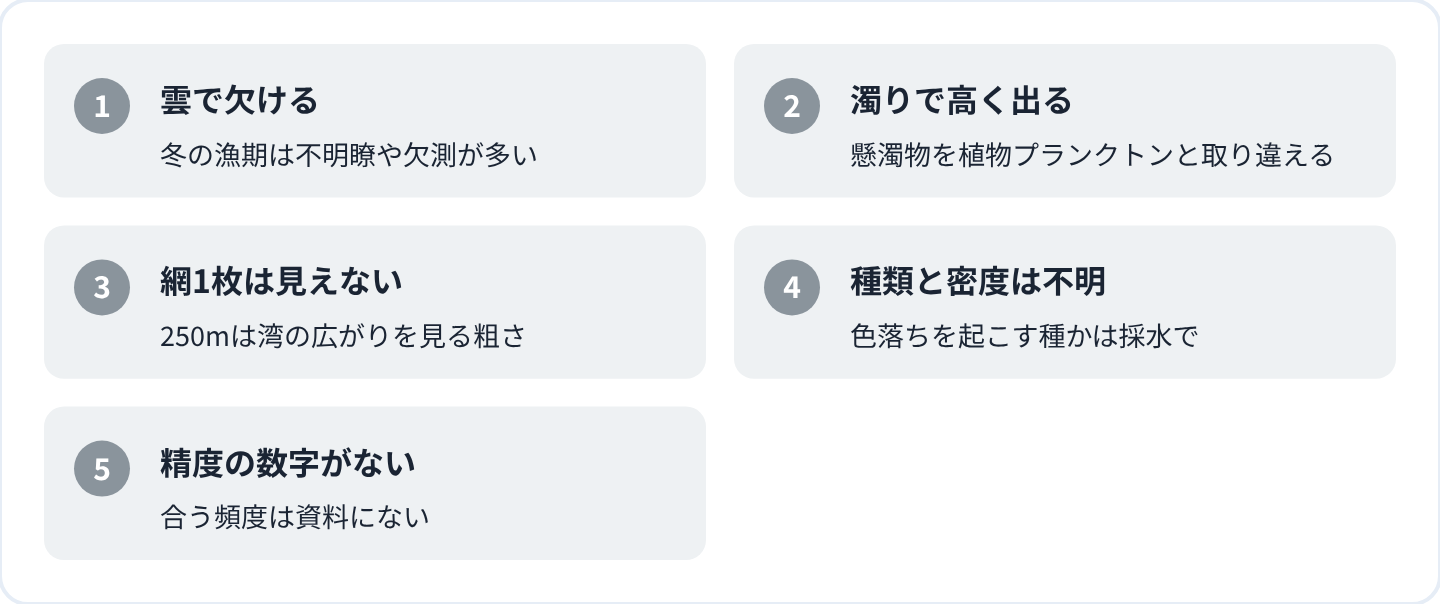 1 雲で欠ける
冬の漁期は不明瞭や欠測が多い
2 濁りで高く出る
懸濁物を植物プランクトンと取り違える
3 網1枚は見えない
250mは湾の広がりを見る粗さ
4 種類と密度は不明
色落ちを起こす種かは採水で
5 精度の数字がない
合う頻度は資料にない